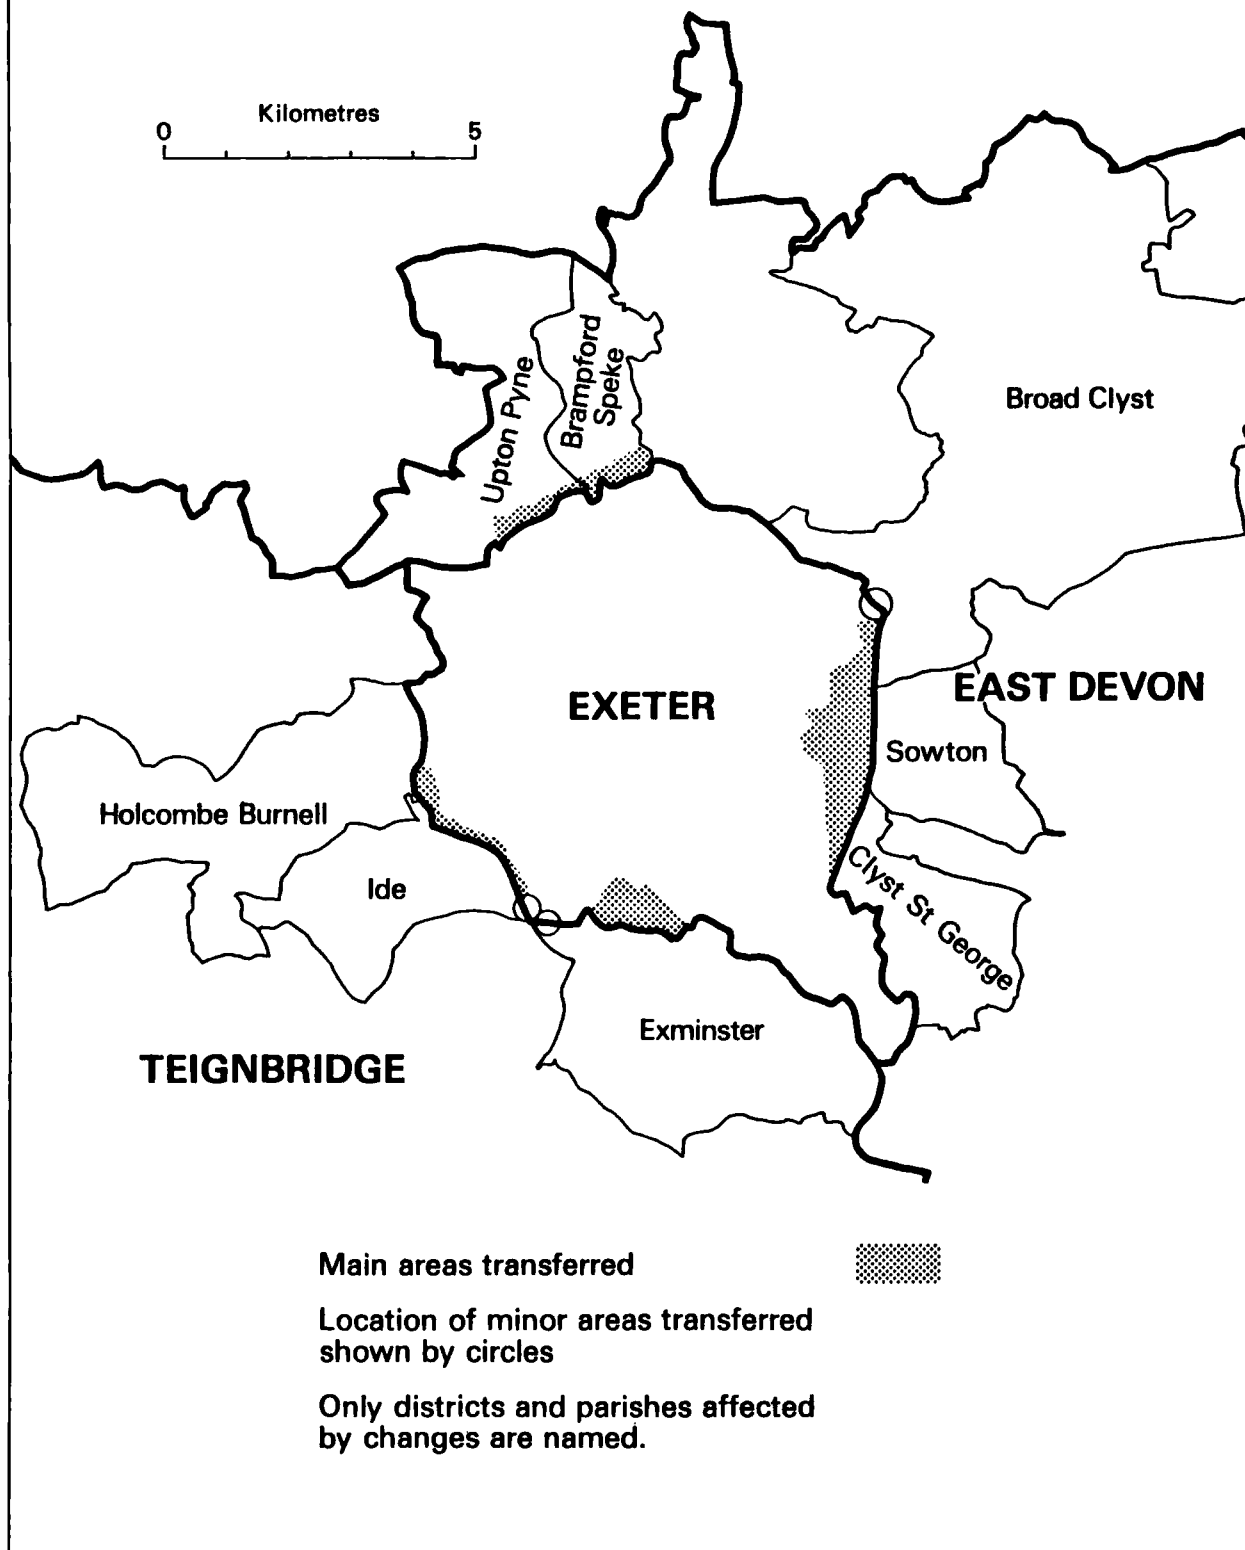 Kilometres
0 5
Upton Pyne
Brampford
Speke
Broad Clyst
EXETER
EAST DEVON
Sowton
Holcombe Burnell
Ide
Clyst St George
Exminster
TEIGNBRIDGE
Main areas transferred
Location of minor areas transferred
shown by circles
Only districts and parishes affected
by changes are named.